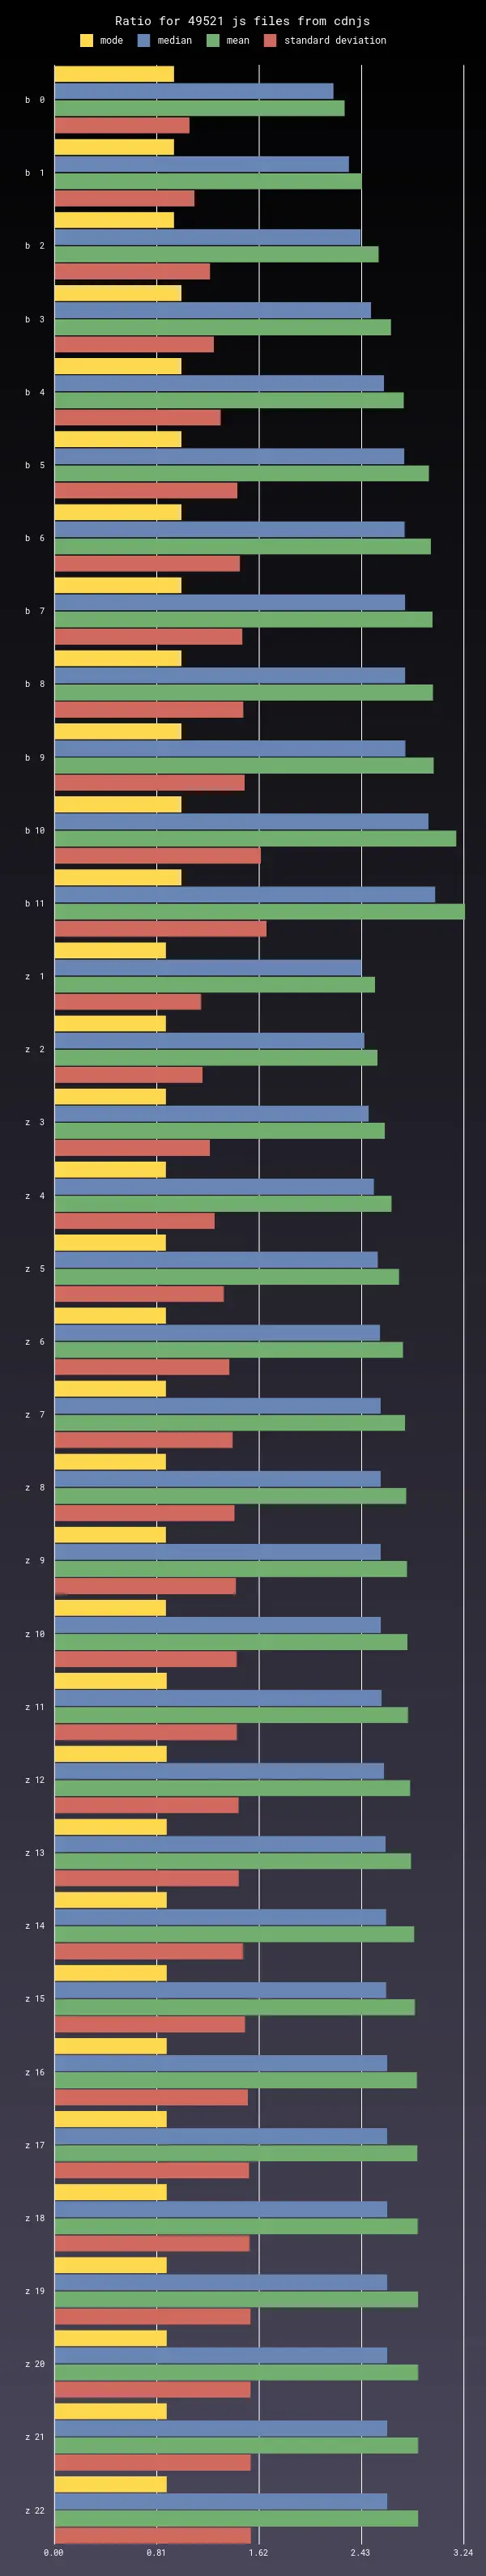 Ratio for 49521 js files from cdnjs
mode median mean standard deviation
b 0
b 1
b 2
b 3
b 4
b 5
b 6
b 7
b 8
b 9
b 10
b 11
z 1
z 2
z 3
z 4
z 5
z 6
z 7
z 8
z 9
z 10
z 11
z 12
z 13
z 14
z 15
z 16
z 17
z 18
z 19
z 20
z 21
z 22
0.00 0.81 1.62 2.43 3.24